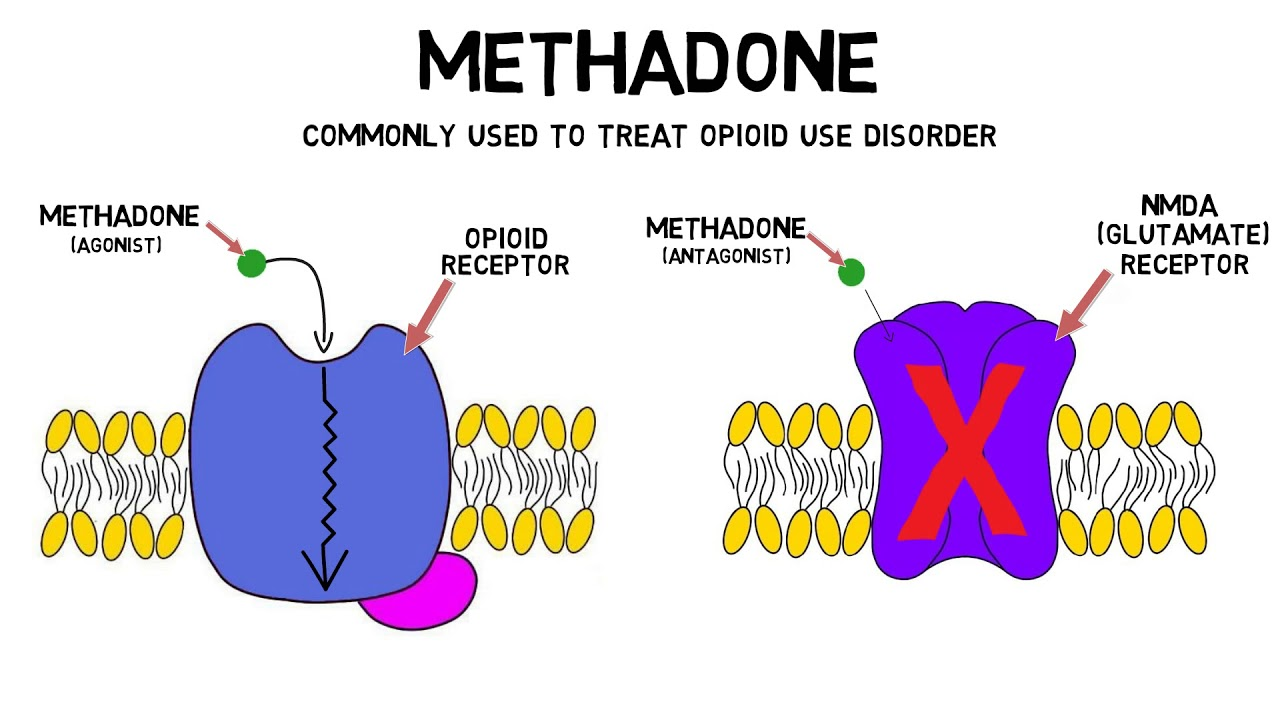 METHADONE
COMMONLY USED TO TREAT OPIOID USE DISORDER
METHADONE
(AGONIST)
OPIOID
RECEPTOR
METHADONE
(ANTAGONIST)
NMDA
(GLUTAMATE)
RECEPTOR